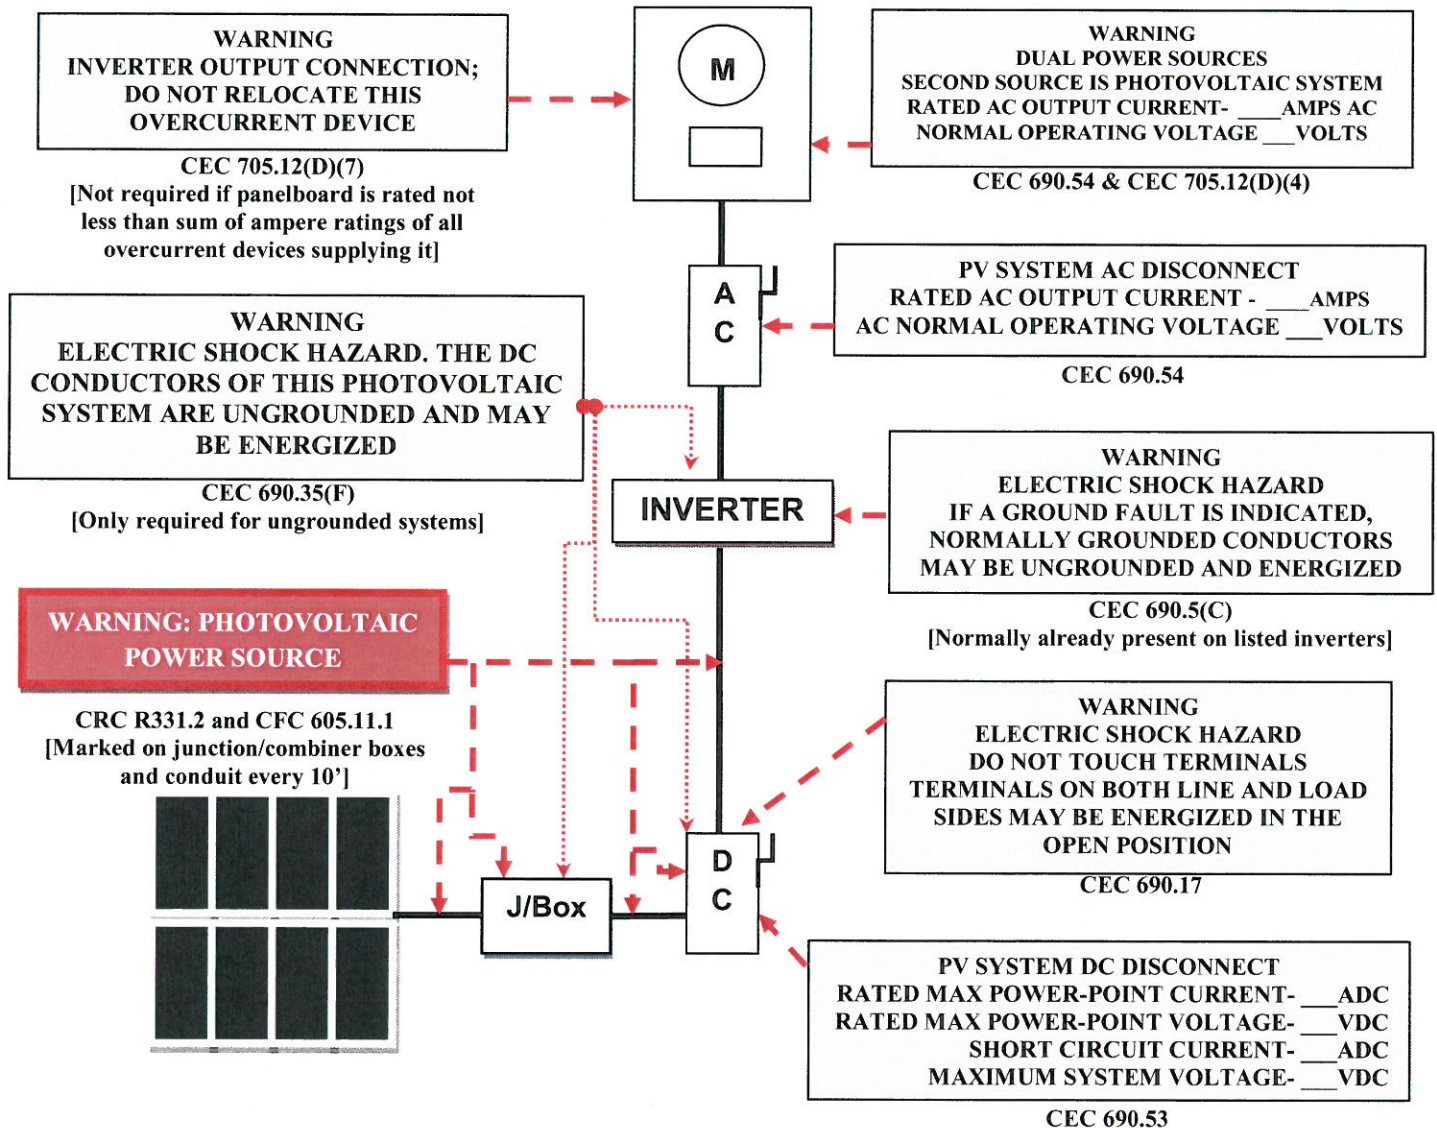 WARNING
INVERTER OUTPUT CONNECTION;
DO NOT RELOCATE THIS
OVERCURRENT DEVICE
CEC 705.12(D)(7)
[Not required if panelboard is rated not
less than sum of ampere ratings of all
overcurrent devices supplying it]
M
WARNING
DUAL POWER SOURCES
SECOND SOURCE IS PHOTOVOLTAIC SYSTEM
RATED AC OUTPUT CURRENT- ____AMPS AC
NORMAL OPERATING VOLTAGE ___VOLTS
CEC 690.54 & CEC 705.12(D)(4)
A
C
PV SYSTEM AC DISCONNECT
RATED AC OUTPUT CURRENT - ____AMPS
AC NORMAL OPERATING VOLTAGE ___VOLTS
CEC 690.54
WARNING
ELECTRIC SHOCK HAZARD. THE DC
CONDUCTORS OF THIS PHOTOVOLTAIC
SYSTEM ARE UNGROUNDED AND MAY
BE ENERGIZED
CEC 690.35(F)
[Only required for ungrounded systems]
INVERTER
WARNING
ELECTRIC SHOCK HAZARD
IF A GROUND FAULT IS INDICATED,
NORMALLY GROUNDED CONDUCTORS
MAY BE UNGROUNDED AND ENERGIZED
CEC 690.5(C)
[Normally already present on listed inverters]
WARNING: PHOTOVOLTAIC
POWER SOURCE
CRC R331.2 and CFC 605.11.1
[Marked on junction/combiner boxes
and conduit every 10’]
WARNING
ELECTRIC SHOCK HAZARD
DO NOT TOUCH TERMINALS
TERMINALS ON BOTH LINE AND LOAD
SIDES MAY BE ENERGIZED IN THE
OPEN POSITION
CEC 690.17
J/Box
D
C
PV SYSTEM DC DISCONNECT
RATED MAX POWER-POINT CURRENT- ___ADC
RATED MAX POWER-POINT VOLTAGE- ___VDC
SHORT CIRCUIT CURRENT- ___ADC
MAXIMUM SYSTEM VOLTAGE- ___VDC
CEC 690.53